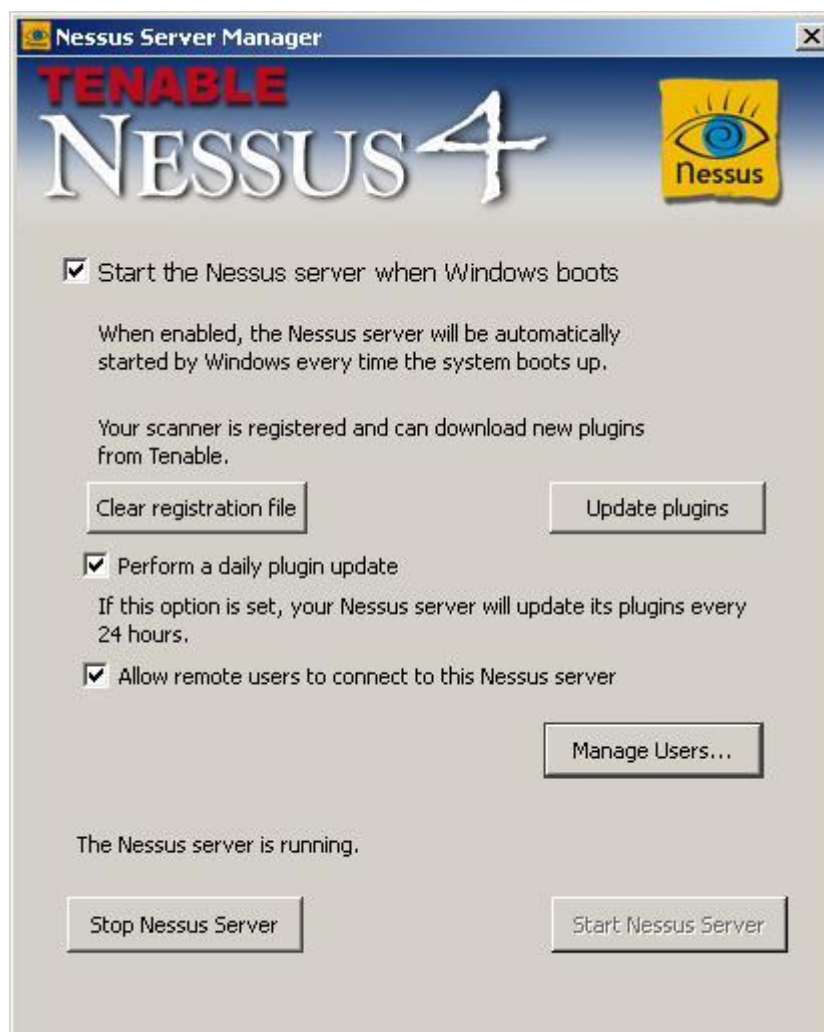 Nessus Server Manager
TENABLE
NESSUS 4
Nessus
Start the Nessus server when Windows boots
When enabled, the Nessus server will be automatically
started by Windows every time the system boots up.
Your scanner is registered and can download new plugins
from Tenable.
Clear registration file
Update plugins
Perform a daily plugin update
If this option is set, your Nessus server will update its plugins every
24 hours.
Allow remote users to connect to this Nessus server
Manage Users...
The Nessus server is running.
Stop Nessus Server
Start Nessus Server